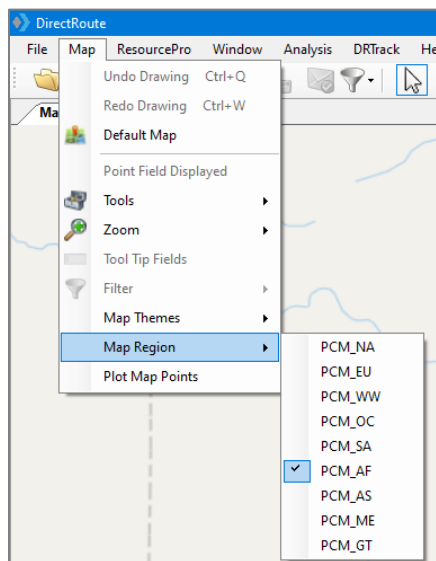 DirectRoute
File Map ResourcePro Window Analysis DRTrack He
Ma
Undo Drawing Ctrl+Q
Redo Drawing Ctrl+W
Default Map
Point Field Displayed
Tools
Zoom
Tool Tip Fields
Filter
Map Themes
Map Region
Plot Map Points
PCM_NA
PCM_EU
PCM_WW
PCM_OC
PCM_SA
PCM_AF
PCM_AS
PCM_ME
PCM_GT